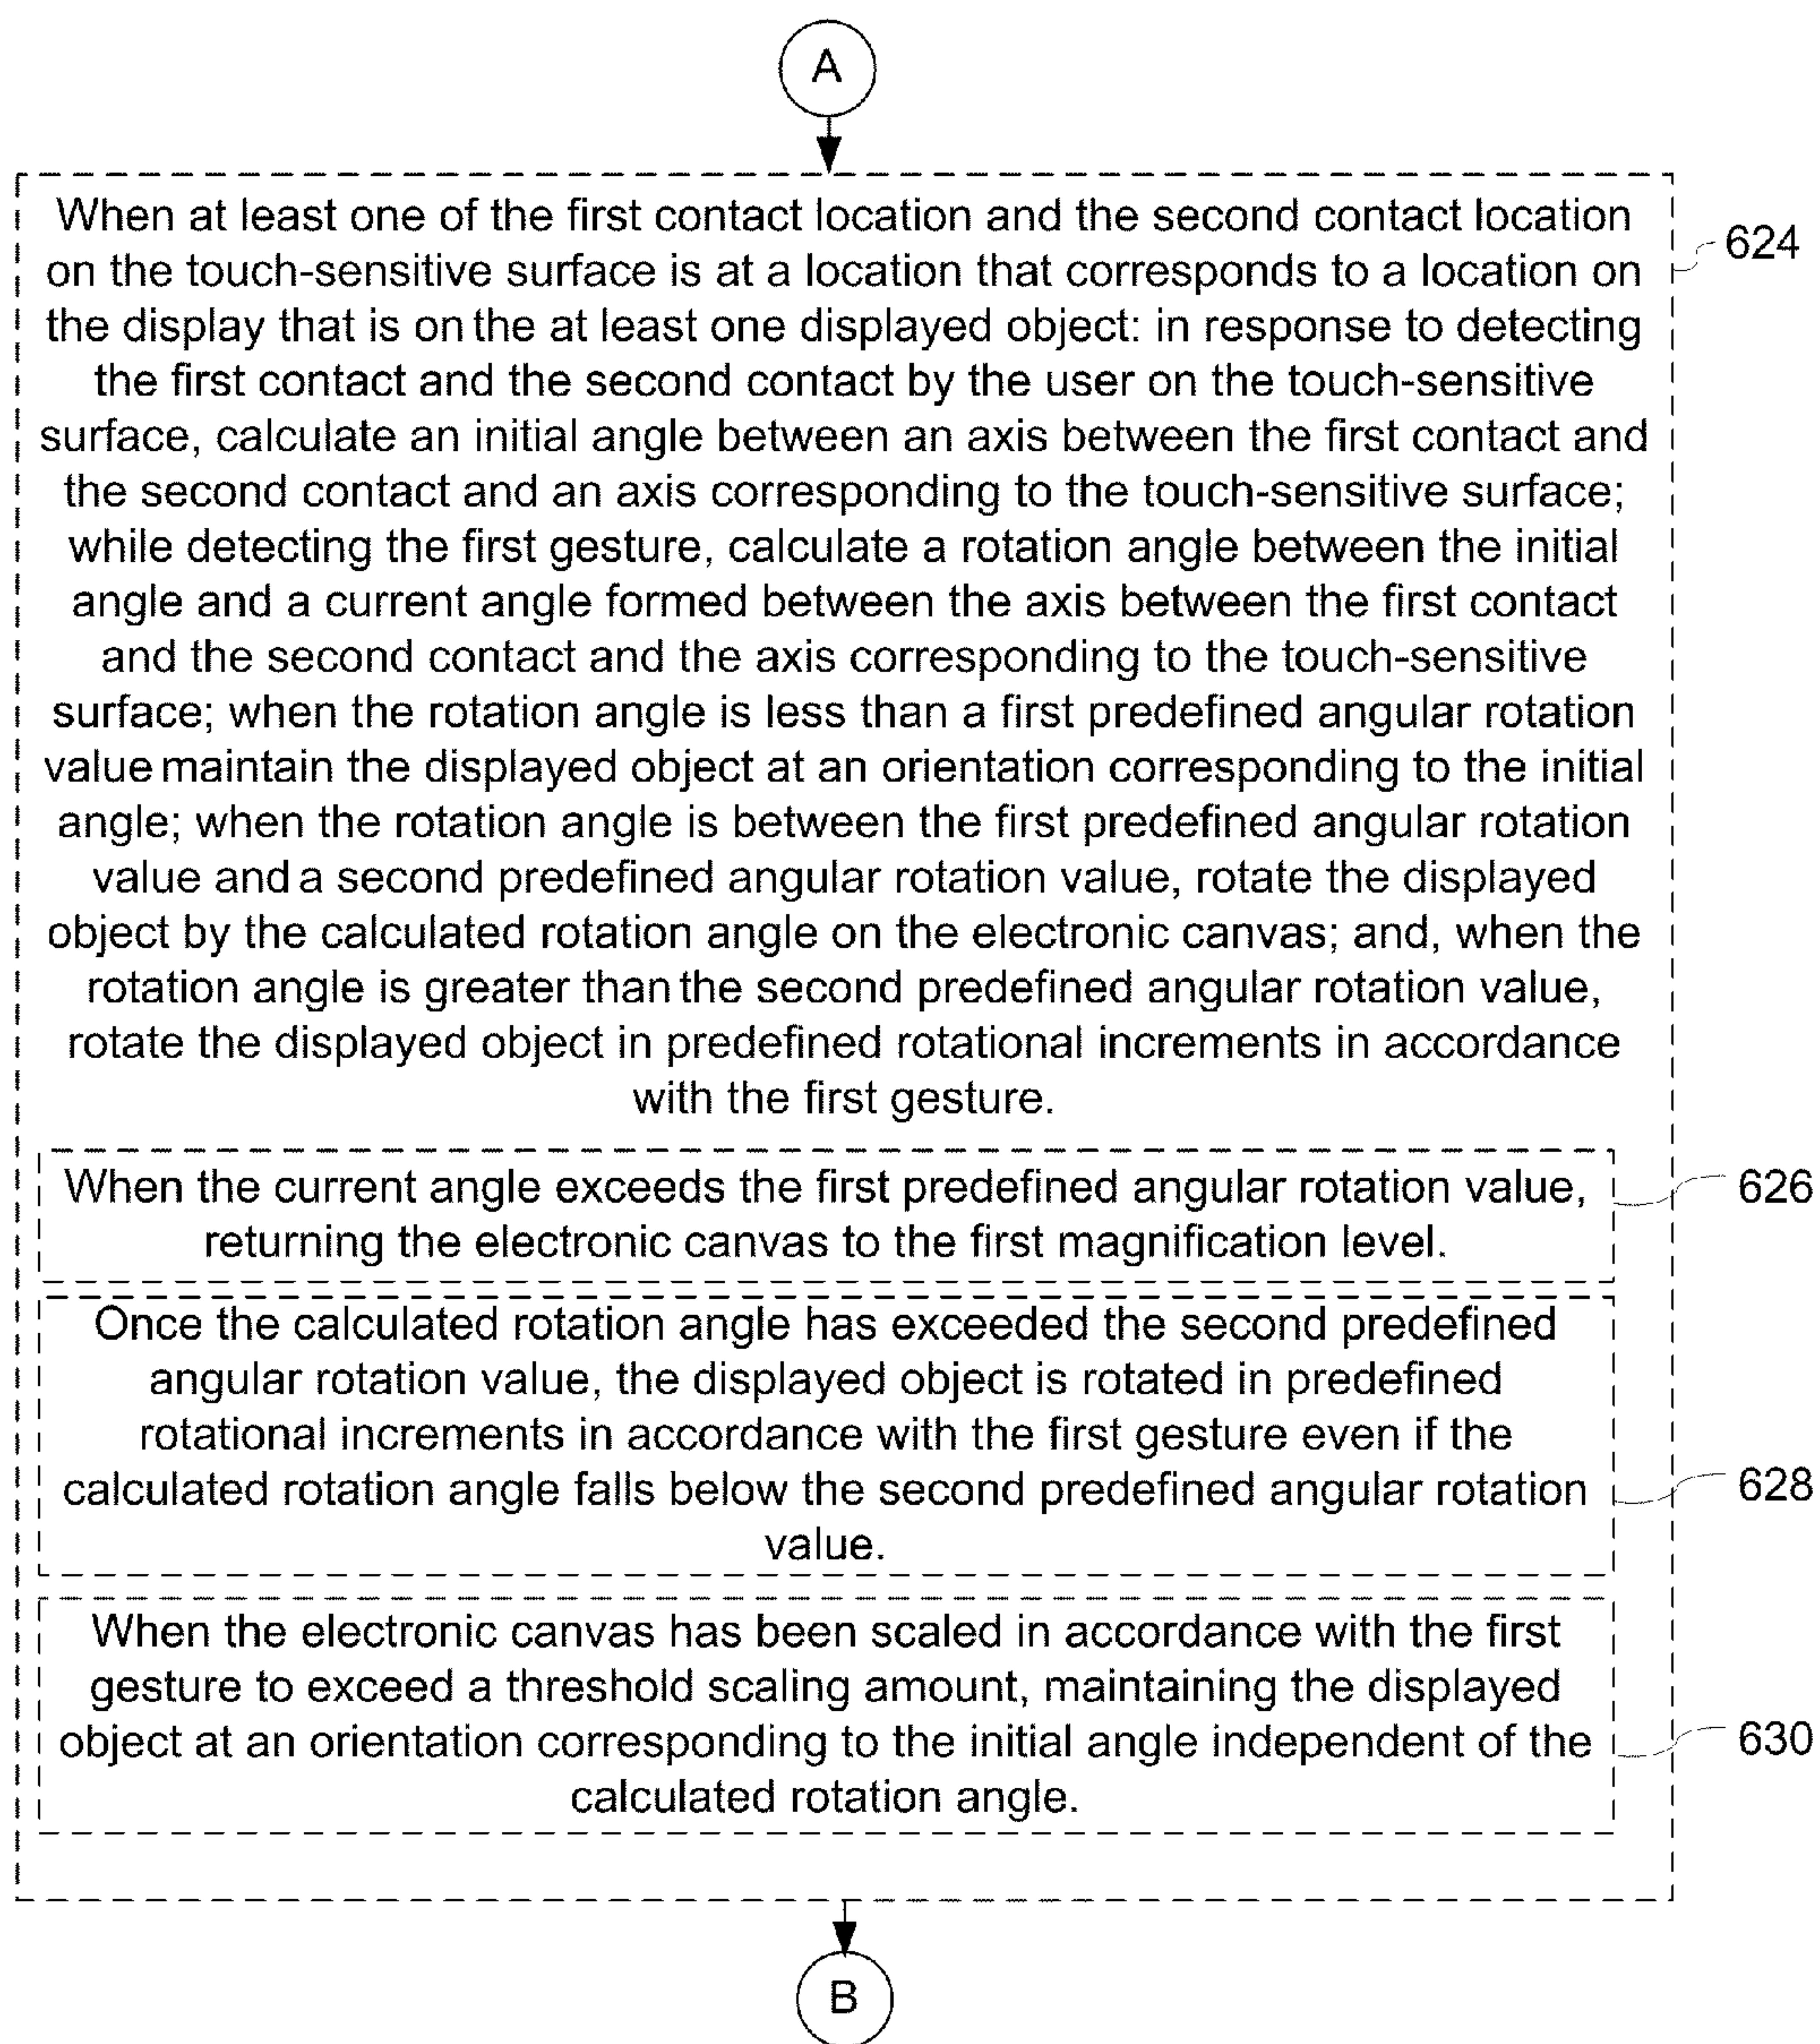 A
When at least one of the first contact location and the second contact location
on the touch-sensitive surface is at a location that corresponds to a location on
the display that is on the at least one displayed object: in response to detecting
the first contact and the second contact by the user on the touch-sensitive
surface, calculate an initial angle between an axis between the first contact and
the second contact and an axis corresponding to the touch-sensitive surface;
while detecting the first gesture, calculate a rotation angle between the initial
angle and a current angle formed between the axis between the first contact
and the second contact and the axis corresponding to the touch-sensitive
surface; when the rotation angle is less than a first predefined angular rotation
value maintain the displayed object at an orientation corresponding to the initial
angle; when the rotation angle is between the first predefined angular rotation
value and a second predefined angular rotation value, rotate the displayed
object by the calculated rotation angle on the electronic canvas; and, when the
rotation angle is greater than the second predefined angular rotation value,
rotate the displayed object in predefined rotational increments in accordance
with the first gesture.
624
When the current angle exceeds the first predefined angular rotation value,
returning the electronic canvas to the first magnification level.
626
Once the calculated rotation angle has exceeded the second predefined
angular rotation value, the displayed object is rotated in predefined
rotational increments in accordance with the first gesture even if the
calculated rotation angle falls below the second predefined angular rotation
value.
628
When the electronic canvas has been scaled in accordance with the first
gesture to exceed a threshold scaling amount, maintaining the displayed
object at an orientation corresponding to the initial angle independent of the
calculated rotation angle.
630
B